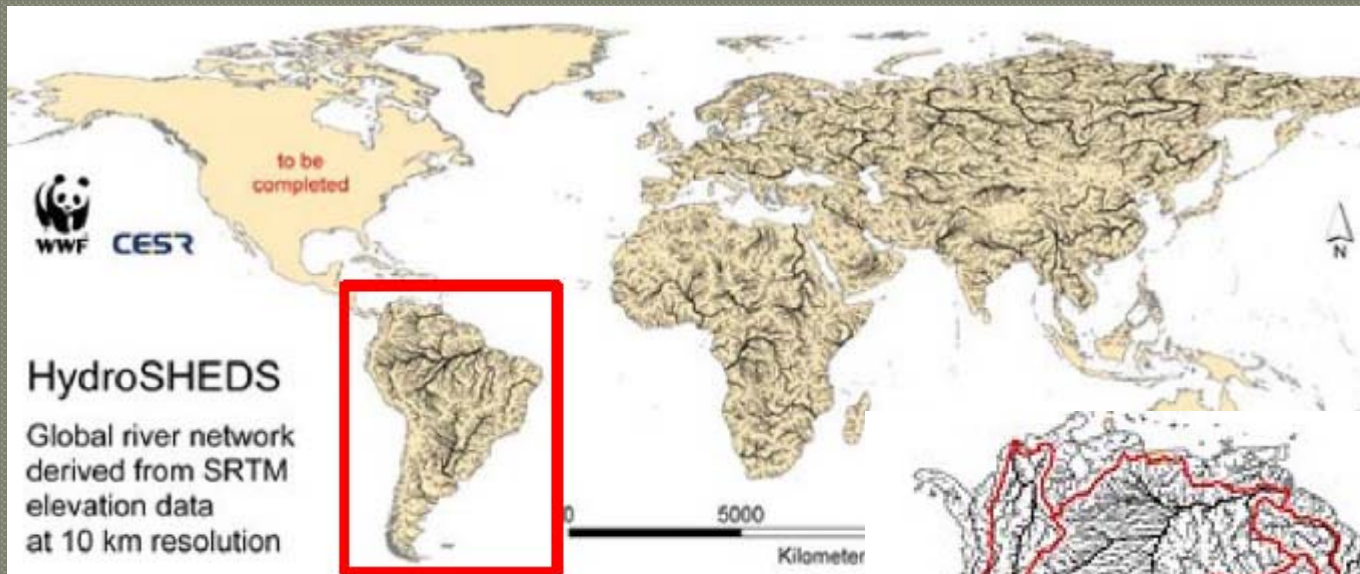 to be
completed
WWF
CESR
N
HydroSHEDS
Global river network
derived from SRTM
elevation data
at 10 km resolution
0
5000
Kilometer